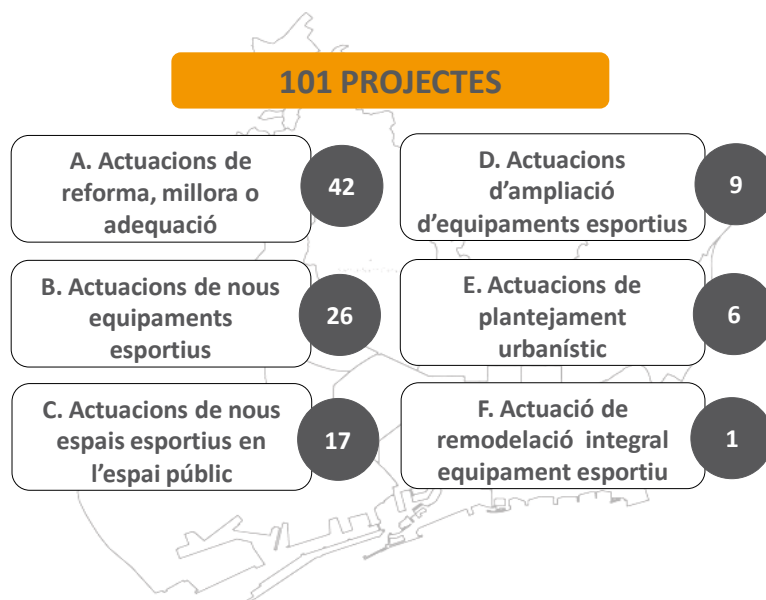 101 PROJECTES
A. Actuacions de
reforma, millora o
adequació
42
B. Actuacions de nous
equipaments
esportius
26
C. Actuacions de nous
espais esportius en
l'espai públic
17
D. Actuacions
d'ampliació
d'equipaments esportius
9
E. Actuacions de
plantejament
urbanístic
6
F. Actuació de
remodelació integral
equipament esportiu
1